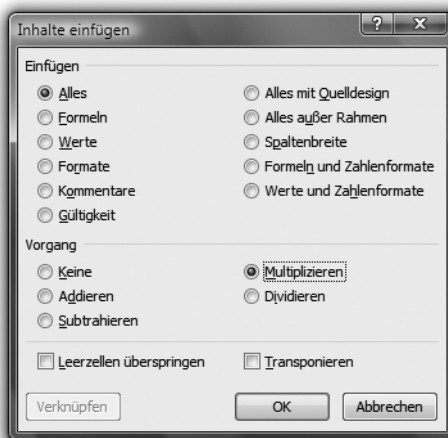 Inhalte einfügen
Einfügen
Alles
Alles mit Quelldesign
Formeln
Alles außer Rahmen
Werte
Spaltenbreite
Formate
Formeln und Zahlenformate
Kommentare
Werte und Zahlenformate
Gültigkeit
Vorgang
Keine
Multiplizieren
Addieren
Dividieren
Subtrahieren
Leerzellen überspringen
Transponieren
Verknüpfen
OK
Abbrechen